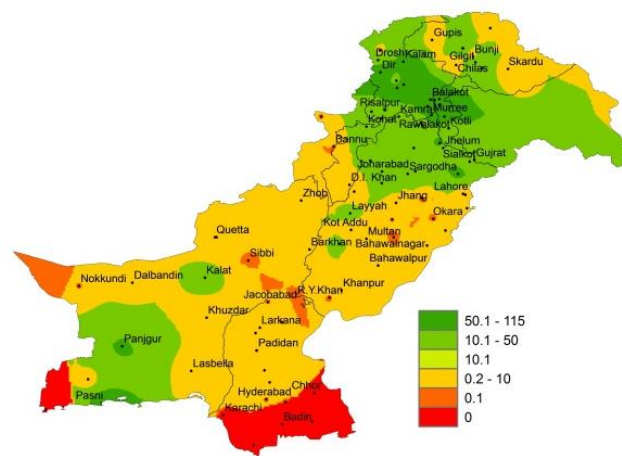 Gupis
Drosh Kalam
Gilgit Bunji
Dir
Chilas Skardu
Balakot
Risalpur Kamra Murree
Kohat Rawalakot Kotli
Bannu
Jhelum
Sialkot Gujrat
Joharabad Sargodha
D.I. Khan
Zhob
Jhang Lahore
Layyah
Okara
Kot Addu
Quetta
Multan
Barkhan Bahawalnagar
Sibbi
Bahawalpur
Kalat
Nokkundi Dalbandin
Jacobabad R.Y.Khan Khanpur
Khuzdar
Larkana
50.1 - 115
Panjgur
10.1 - 50
Padidan
10.1
Lasbella
0.2 - 10
Pasni
Hyderabad Chhor
0.1
Karachi
Badin
0